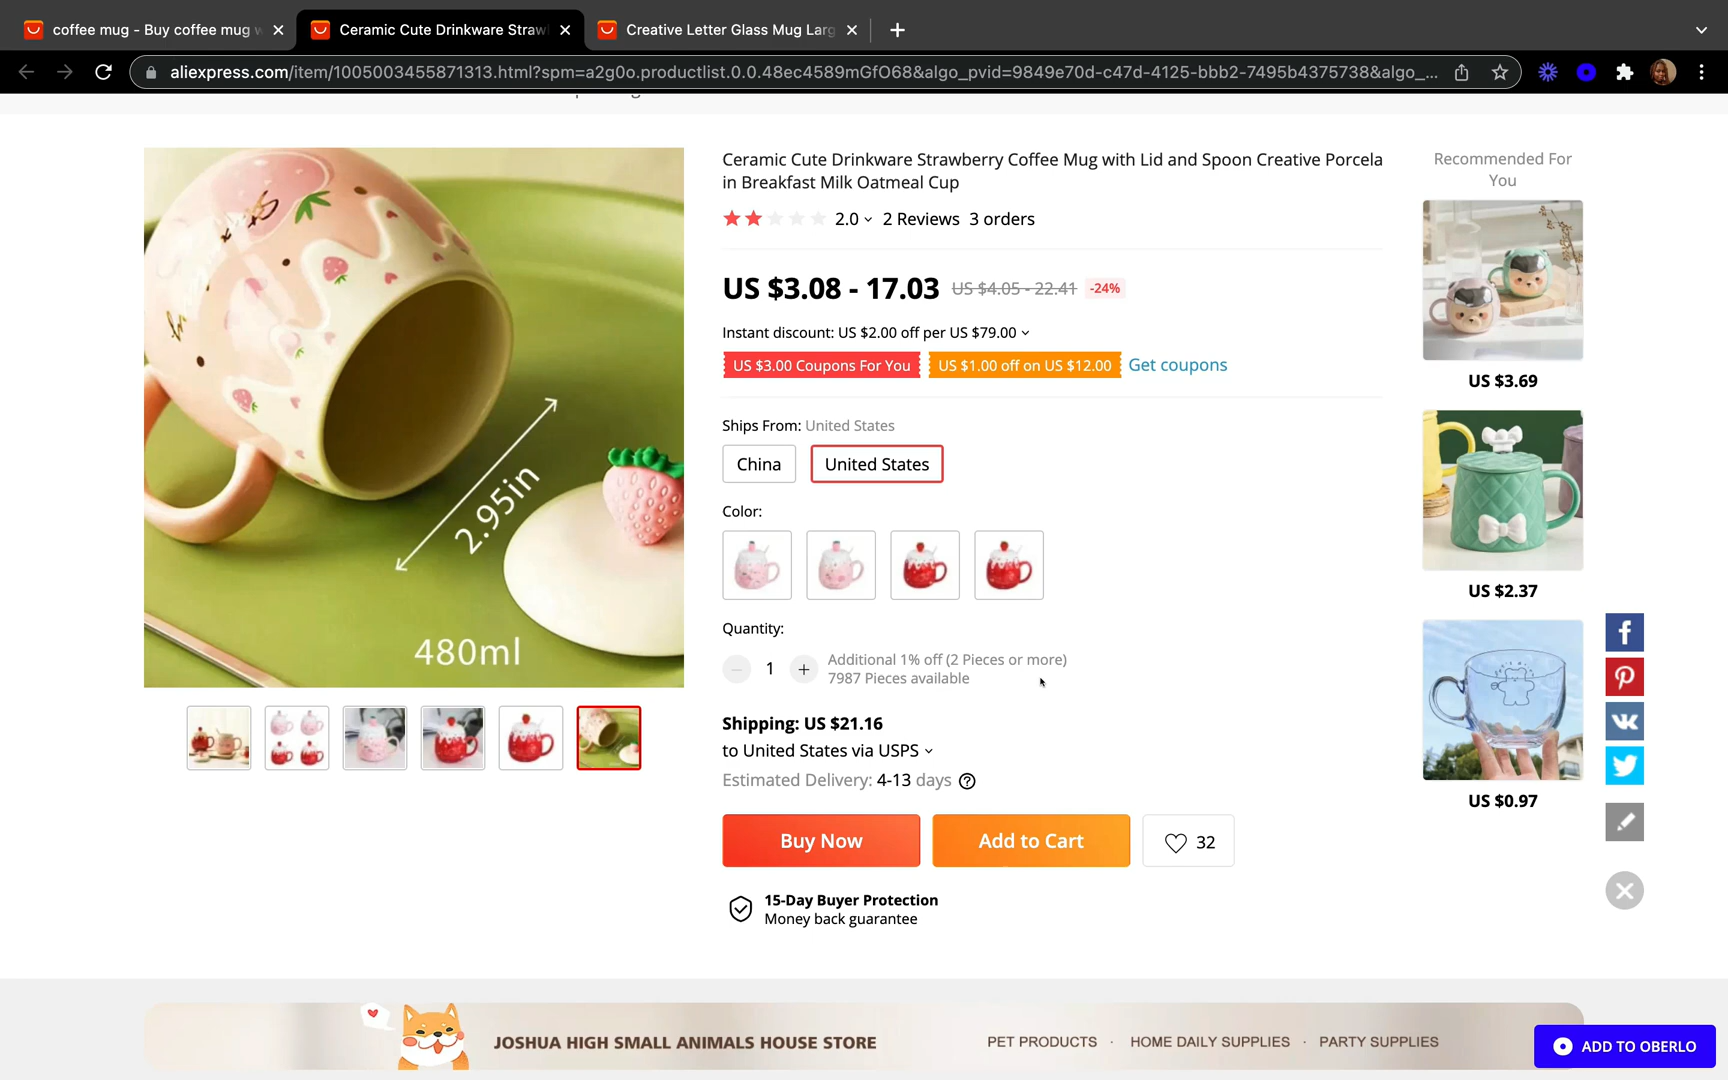 coffee mug - Buy coffee mug w
Ceramic Cute Drinkware Straw
Creative Letter Glass Mug Larg
aliexpress.com/item/1005003455871313.html?spm=a2g0o.productlist.0.0.48ec4589mGfO68&algo_pvid=9849e70d-c47d-4125-bbb2-7495b4375738&algo_...
Ceramic Cute Drinkware Strawberry Coffee Mug with Lid and Spoon Creative Porcela
in Breakfast Milk Oatmeal Cup
2.0 2 Reviews 3 orders
US $3.08 - 17.03 US $4.05 - 22.41 -24%
Instant discount: US $2.00 off per US $79.00
US $3.00 Coupons For You US $1.00 off on US $12.00 Get coupons
Ships From: United States
China United States
Color:
Quantity:
1
Additional 1% off (2 Pieces or more)
7987 Pieces available
Shipping: US $21.16
to United States via USPS
Estimated Delivery: 4-13 days
Buy Now Add to Cart 32
15-Day Buyer Protection
Money back guarantee
2.95in
480ml
Recommended For
You
US $3.69
US $2.37
US $0.97
JOSHUA HIGH SMALL ANIMALS HOUSE STORE
PET PRODUCTS · HOME DAILY SUPPLIES · PARTY SUPPLIES
ADD TO OBERLO